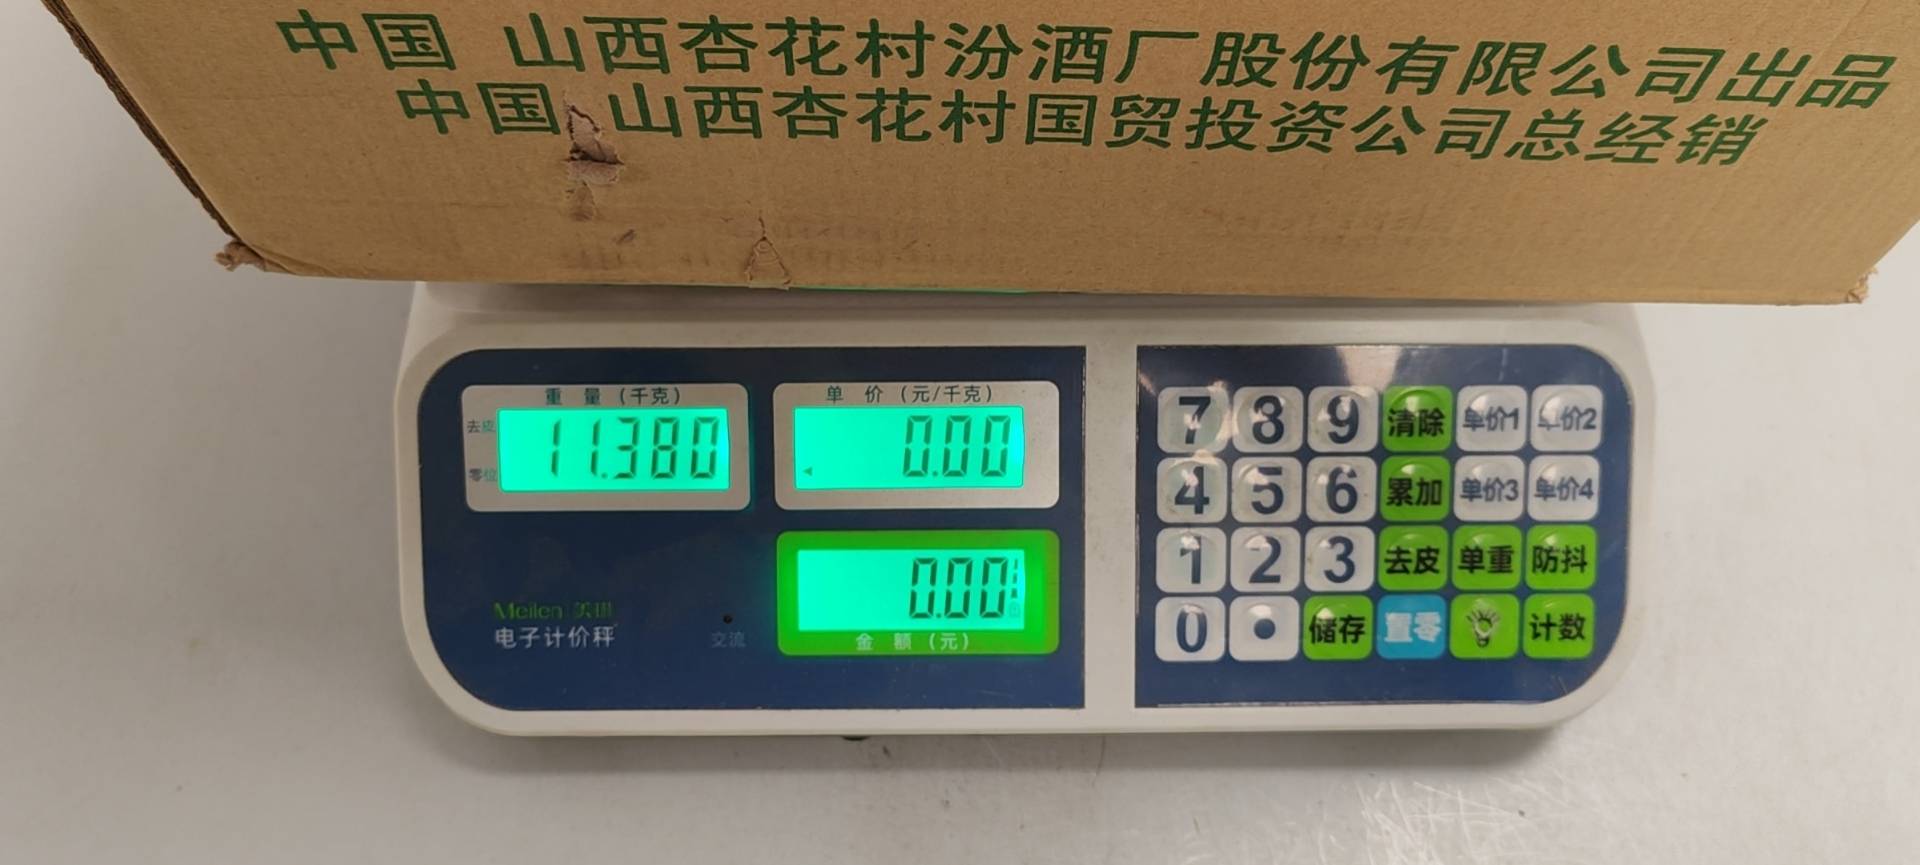 中国 山西杏花村汾酒厂股份有限公司出品
中国 山西杏花村国贸投资公司总经销
重 量 (千克)
单 价 (元/千克)
去皮
零位
11.380
0.00
0.00
金 额 (元)
Meilen 美团
电子计价秤
交流
7 8 9 清除 单价1 单价2
4 5 6 累加 单价3 单价4
1 2 3 去皮 单重 防抖
0 . 储存 置零 计数